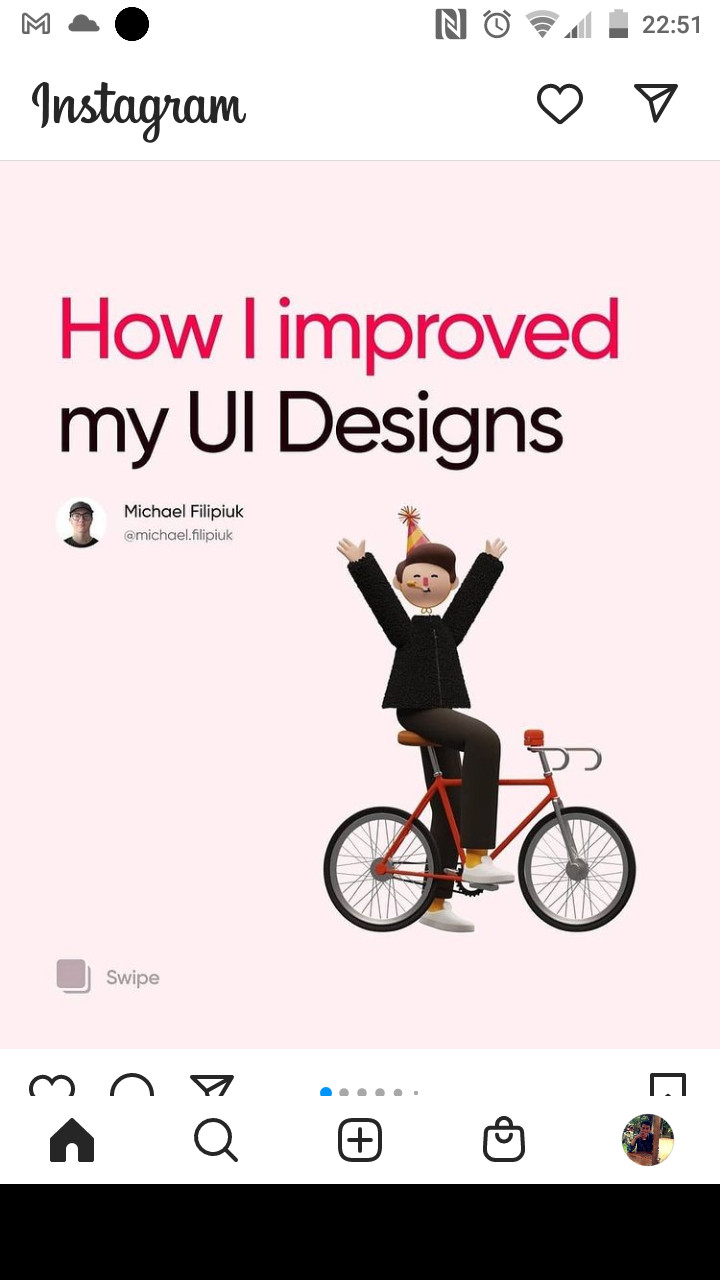 22:51
Instagram
How I improved
my UI Designs
Michael Filipiuk
@michael.filipiuk
Swipe